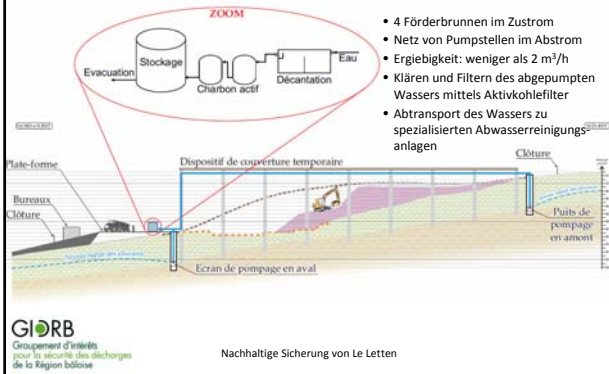 ZOOM
Stockage
Evacuation
Charbon actif
Décantation
Eau
• 4 Förderbrunnen im Zustrom
• Netz von Pumpstellen im Abstrom
• Ergiebigkeit: weniger als 2 m³/h
• Klären und Filtern des abgepumpten
Wassers mittels Aktivkohlefilter
• Abtransport des Wassers zu
spezialisierten Abwasserreinigungs-
anlagen
Plate-forme
Bureaux
Clôture
Dispositif de couverture temporaire
Clôture
Puits de
pompage
en amont
Ecran de pompage en aval
GIDRB
Groupement d'intérêts
pour la sécurité des décharges
de la Région bâloise
Nachhaltige Sicherung von Le Letten